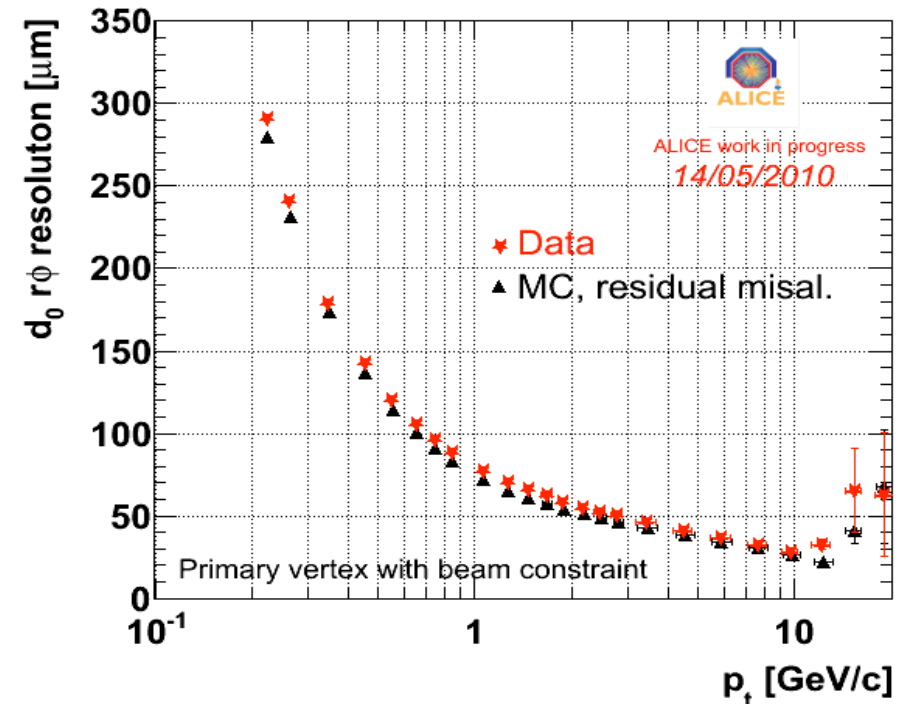 d0 rϕ resoluton [μm]
350
300
250
200
150
100
50
0
ALICE
ALICE work in progress
14/05/2010
Data
MC, residual misal.
Primary vertex with beam constraint
10-1
1
10
pt [GeV/c]